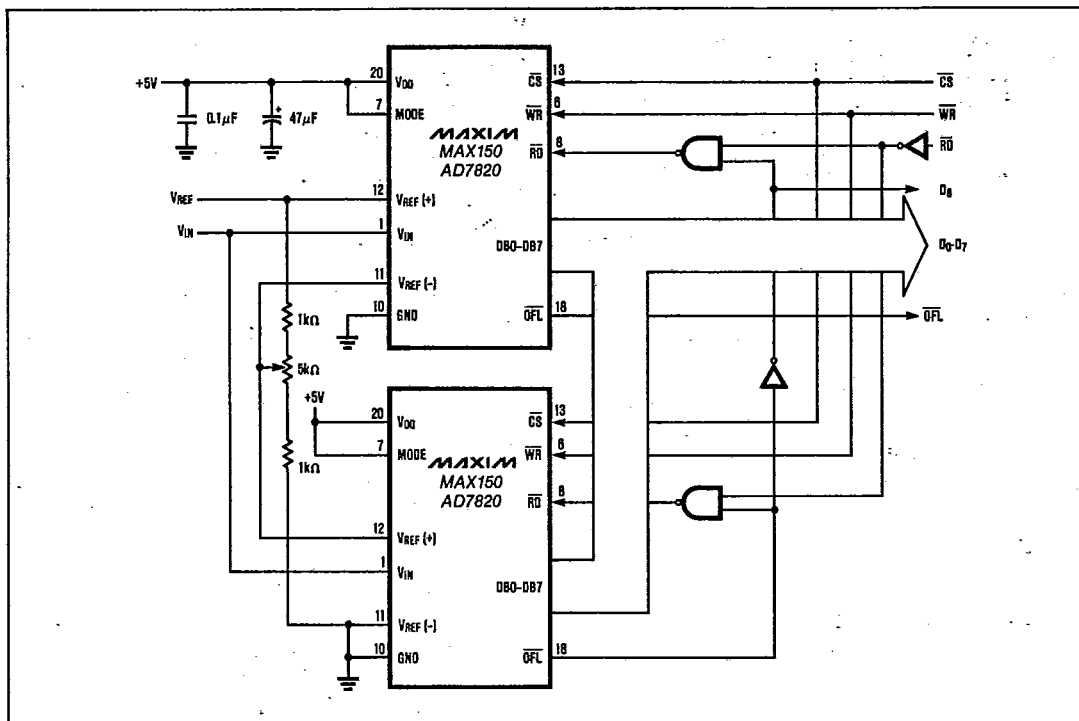 +5V
0.1μF
47μF
20
VDD
7
MODE
MAXIM
MAX150
AD7820
13
CS
CS
6
WR
WR
8
RD
RD
D8
VREF
12
VREF(+)
VIN
1
VIN
DB0-DB7
D0-D7
11
VREF(-)
10
GND
OFL
18
OFL
1kΩ
5kΩ
1kΩ
+5V
20
VDD
7
MODE
MAXIM
MAX150
AD7820
13
CS
6
WR
8
RD
12
VREF(+)
1
VIN
DB0-DB7
11
VREF(-)
10
GND
OFL
18